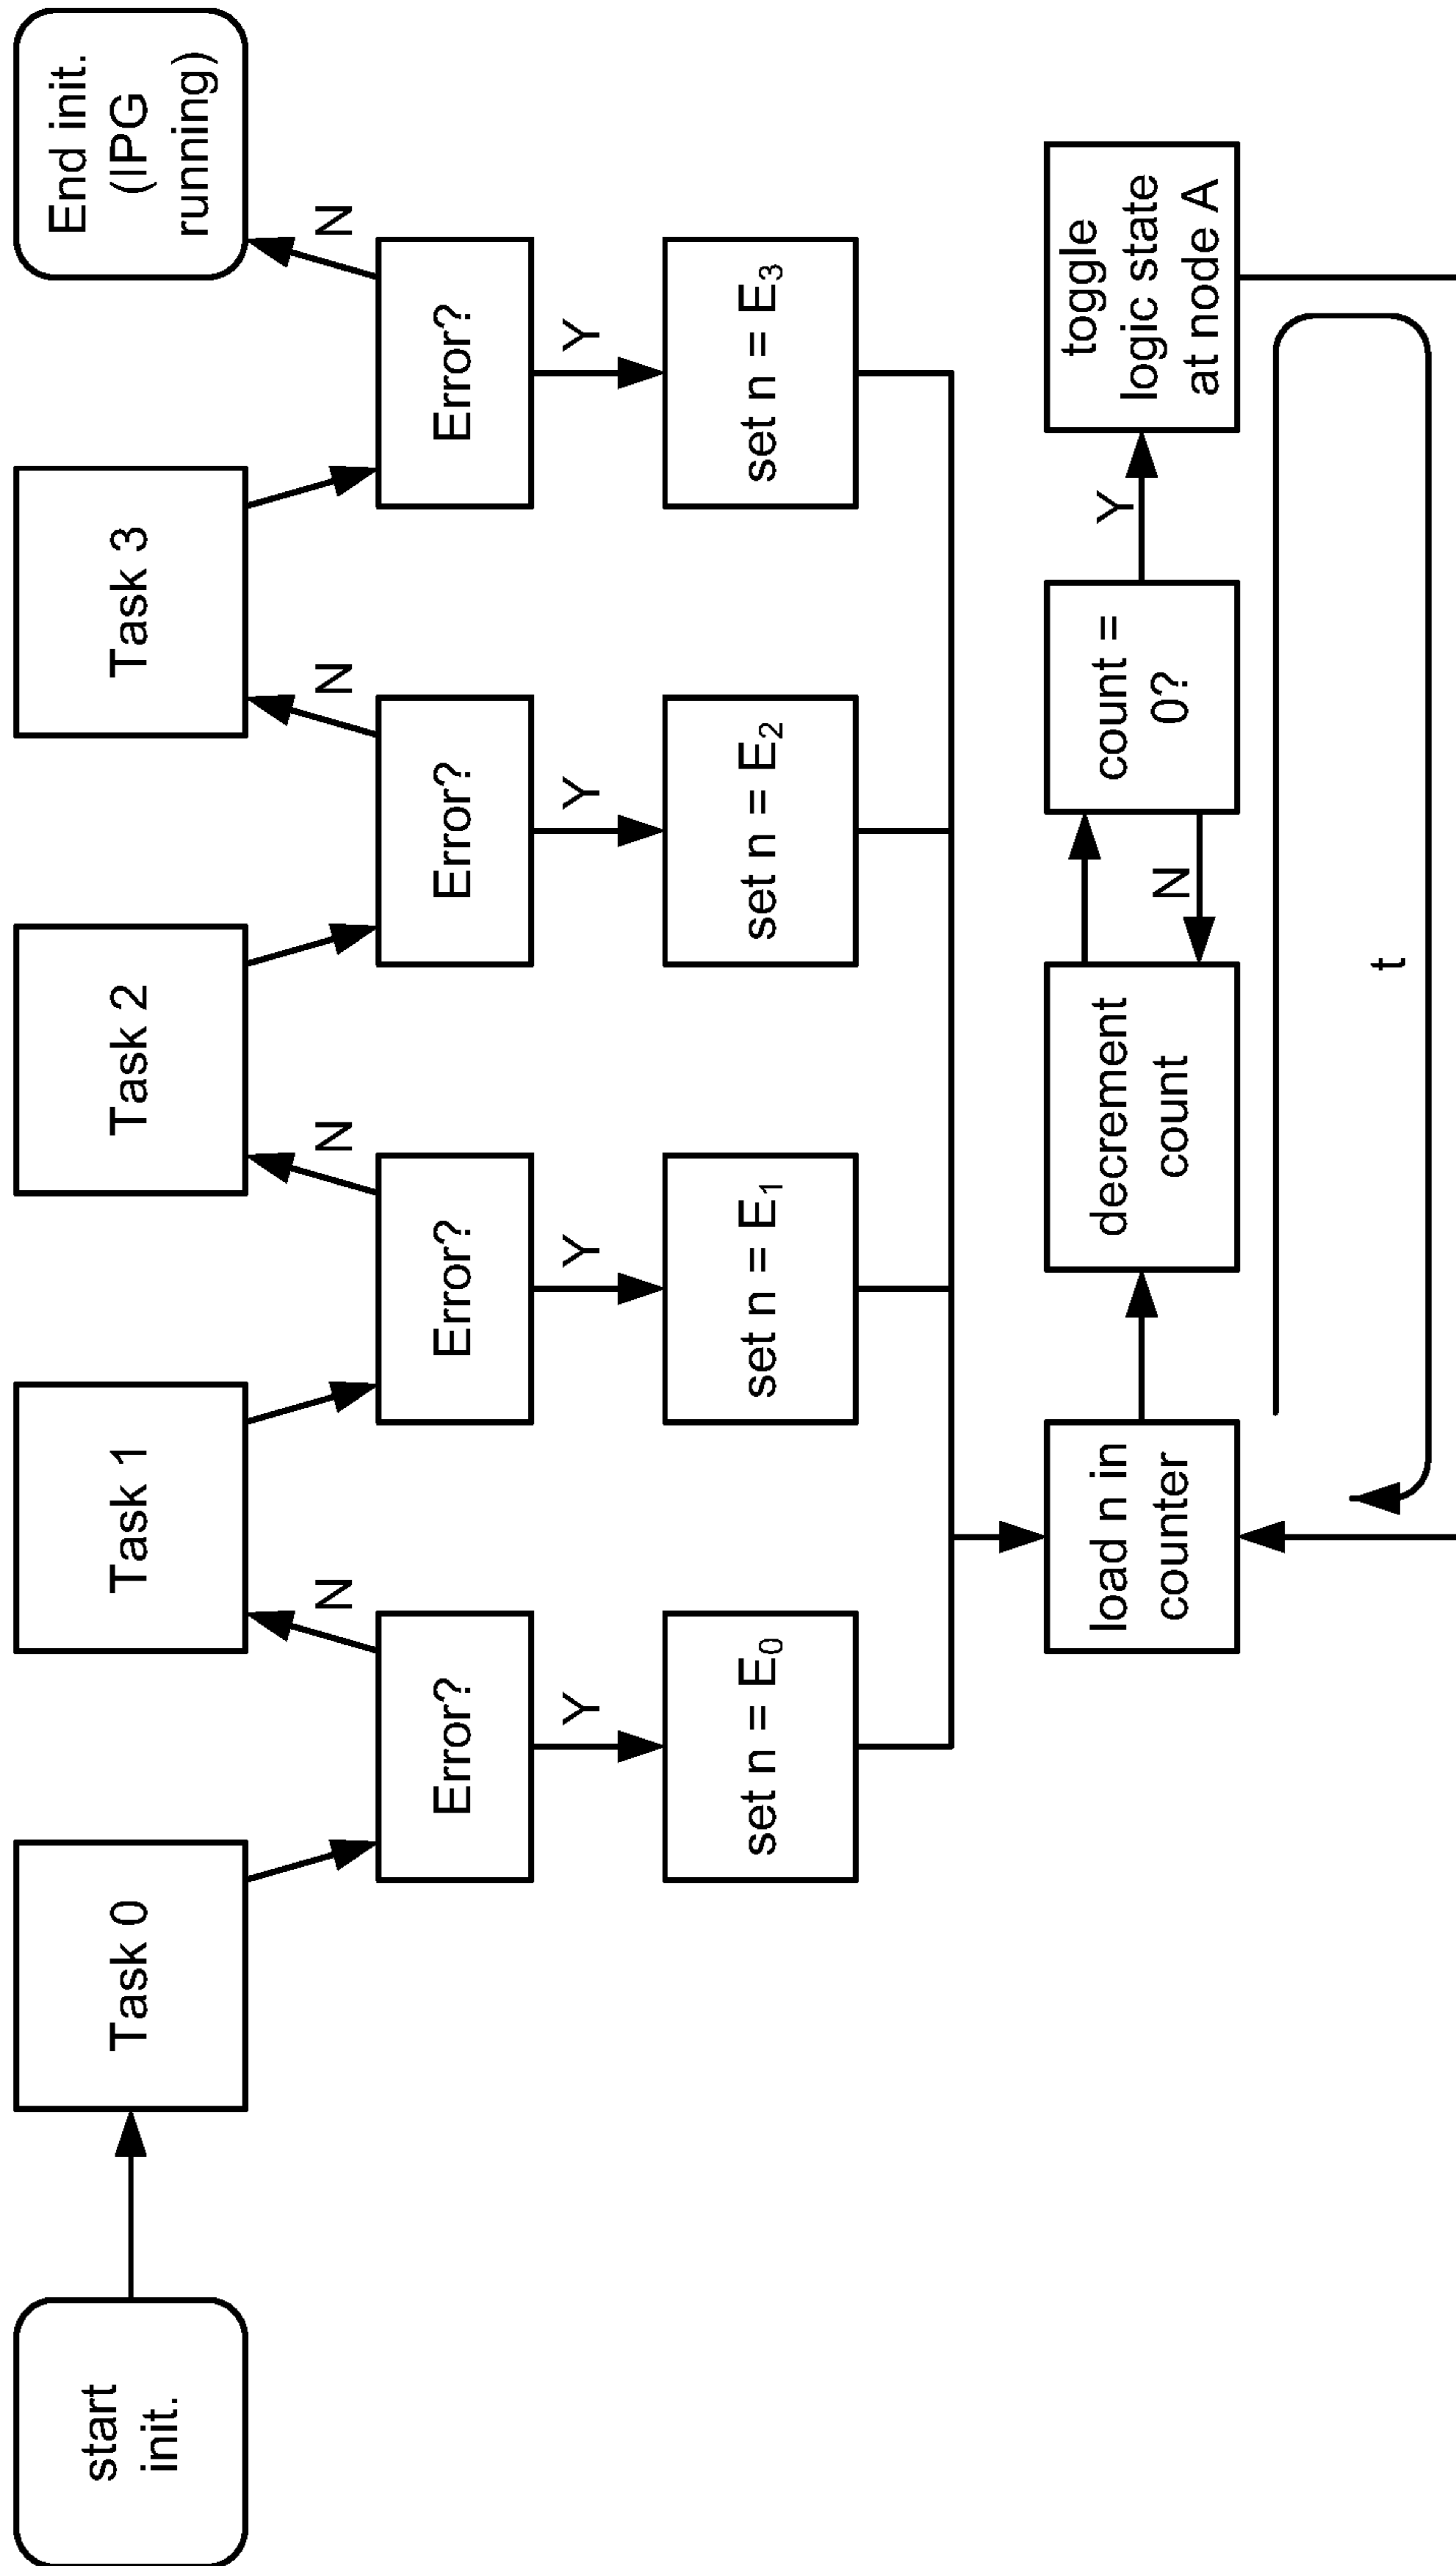 start
init.
Task 0
Task 1
Task 2
Task 3
End init.
(IPG
running)
N
N
N
N
Error?
Error?
Error?
Error?
Y
Y
Y
Y
set n = E₀
set n = E₁
set n = E₂
set n = E₃
load n in
counter
decrement
count
N
count =
0?
Y
toggle
logic state
at node A
t